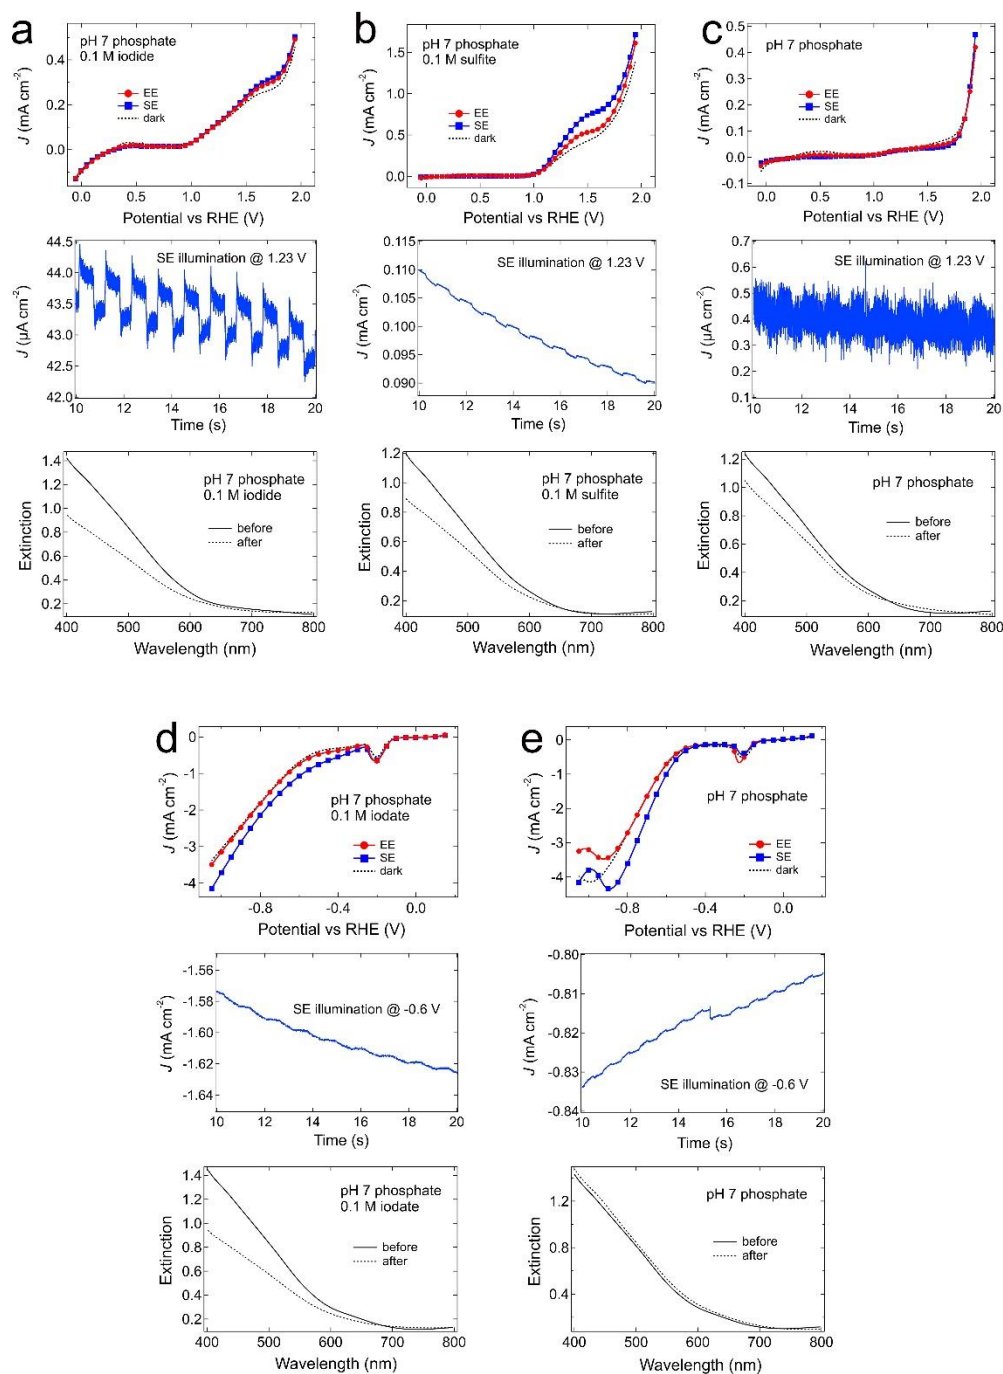 a
pH 7 phosphate
0.1 M iodide
EE
SE
dark
J (mA cm⁻²)
0.4
0.2
0.0
0.0 0.5 1.0 1.5 2.0
Potential vs RHE (V)
b
pH 7 phosphate
0.1 M sulfite
EE
SE
dark
J (mA cm⁻²)
1.5
1.0
0.5
0.0
0.0 0.5 1.0 1.5 2.0
Potential vs RHE (V)
c
pH 7 phosphate
EE
SE
dark
J (mA cm⁻²)
0.5
0.4
0.3
0.2
0.1
0.0
-0.1
0.0 0.5 1.0 1.5 2.0
Potential vs RHE (V)
SE illumination @ 1.23 V
J (µA cm⁻²)
44.5
44.0
43.5
43.0
42.5
42.0
10 12 14 16 18 20
Time (s)
SE illumination @ 1.23 V
J (mA cm⁻²)
0.115
0.110
0.105
0.100
0.095
0.090
10 12 14 16 18 20
Time (s)
SE illumination @ 1.23 V
J (µA cm⁻²)
0.7
0.6
0.5
0.4
0.3
0.2
0.1
10 12 14 16 18 20
Time (s)
pH 7 phosphate
0.1 M iodide
before
after
Extinction
1.4
1.2
1.0
0.8
0.6
0.4
0.2
400 500 600 700 800
Wavelength (nm)
pH 7 phosphate
0.1 M sulfite
before
after
Extinction
1.2
1.0
0.8
0.6
0.4
0.2
400 500 600 700 800
Wavelength (nm)
pH 7 phosphate
before
after
Extinction
1.2
1.0
0.8
0.6
0.4
0.2
400 500 600 700 800
Wavelength (nm)
d
pH 7 phosphate
0.1 M iodate
EE
SE
dark
J (mA cm⁻²)
0
-1
-2
-3
-4
-0.8 -0.4 0.0
Potential vs RHE (V)
e
pH 7 phosphate
EE
SE
dark
J (mA cm⁻²)
0
-1
-2
-3
-4
-0.8 -0.4 0.0
Potential vs RHE (V)
SE illumination @ -0.6 V
J (mA cm⁻²)
-1.56
-1.58
-1.60
-1.62
-1.64
10 12 14 16 18 20
Time (s)
SE illumination @ -0.6 V
J (mA cm⁻²)
-0.80
-0.81
-0.82
-0.83
-0.84
10 12 14 16 18 20
Time (s)
pH 7 phosphate
0.1 M iodate
before
after
Extinction
1.4
1.2
1.0
0.8
0.6
0.4
0.2
400 500 600 700 800
Wavelength (nm)
pH 7 phosphate
before
after
Extinction
1.2
0.8
0.4
400 500 600 700 800
Wavelength (nm)